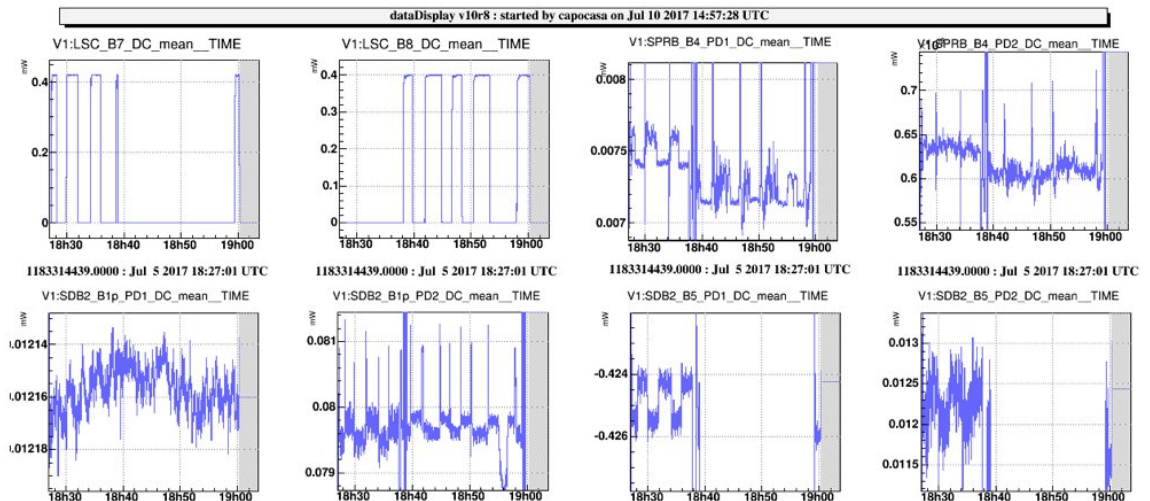 dataDisplay v10r8 : started by capocasa on Jul 10 2017 14:57:28 UTC
V1:LSC_B7_DC_mean__TIME
V1:LSC_B8_DC_mean__TIME
V1:SPRB_B4_PD1_DC_mean__TIME
mW
0.4
0.2
0
18h30 18h40 18h50 19h00
mW
0.4
0.3
0.2
0.1
0
18h30 18h40 18h50 19h00
mW
0.008
0.0075
0.007
18h30 18h40 18h50 19h00
mW
0.7
0.65
0.6
0.55
18h30 18h40 18h50 19h00
1183314439.0000 : Jul 5 2017 18:27:01 UTC
1183314439.0000 : Jul 5 2017 18:27:01 UTC
1183314439.0000 : Jul 5 2017 18:27:01 UTC
1183314439.0000 : Jul 5 2017 18:27:01 UTC
V1:SDB2_B1p_PD1_DC_mean__TIME
V1:SDB2_B1p_PD2_DC_mean__TIME
V1:SDB2_B5_PD1_DC_mean__TIME
V1:SDB2_B5_PD2_DC_mean__TIME
mW
.01214
.01216
.01218
18h30 18h40 18h50 19h00
mW
0.081
0.08
0.079
18h30 18h40 18h50 19h00
mW
-0.424
-0.426
18h30 18h40 18h50 19h00
mW
0.013
0.0125
0.012
0.0115
18h30 18h40 18h50 19h00